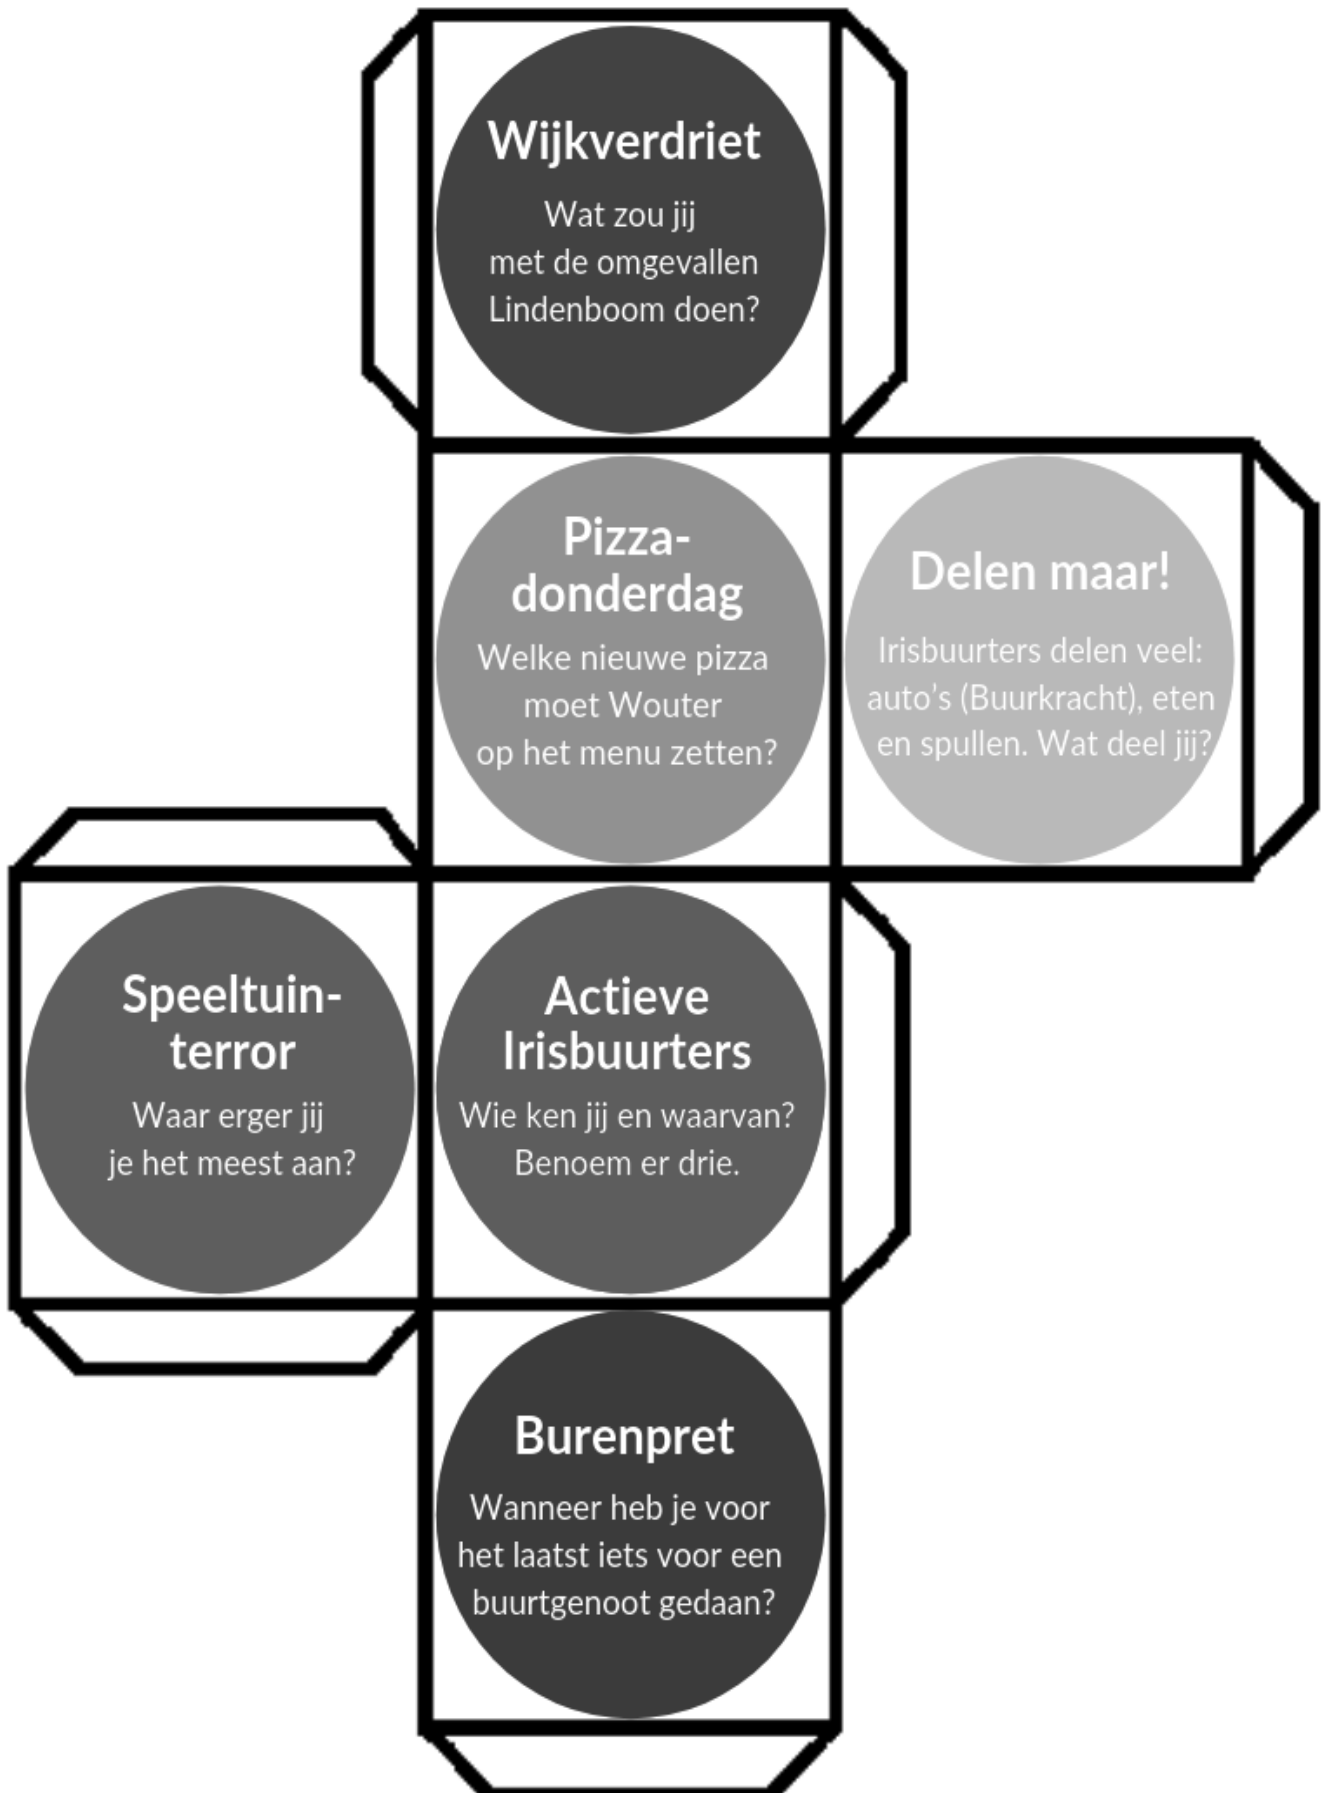 Wijkverdriet
Wat zou jij
met de omgevallen
Lindenboom doen?
Pizza-
donderdag
Welke nieuwe pizza
moet Wouter
op het menu zetten?
Delen maar!
Irisbuurters delen veel:
auto's (Buurkracht), eten
en spullen. Wat deel jij?
Speeltuin-
terror
Waar erger jij
je het meest aan?
Actieve
Irisbuurters
Wie ken jij en waarvan?
Benoem er drie.
Burenpret
Wanneer heb je voor
het laatst iets voor een
buurtgenoot gedaan?